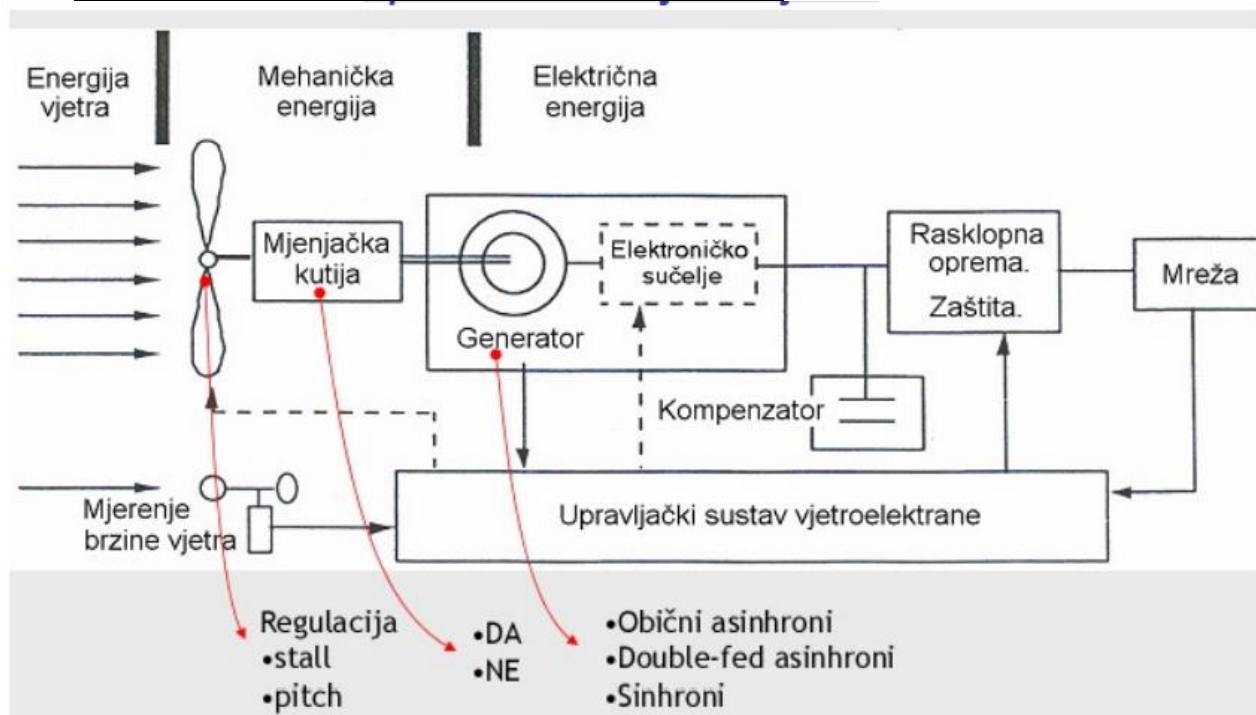 Energija
vjetra
Mehanička
energija
Električna
energija
Mjenjačka
kutija
Generator
Elektroničko
sučelje
Rasklopna
oprema.
Zaštita.
Mreža
Kompenzator
Mjerenje
brzine vjetra
Upravljački sustav vjetroelektrane
Regulacija
•stall
•pitch
•DA
•NE
•Obični asinhroni
•Double-fed asinhroni
•Sinhroni